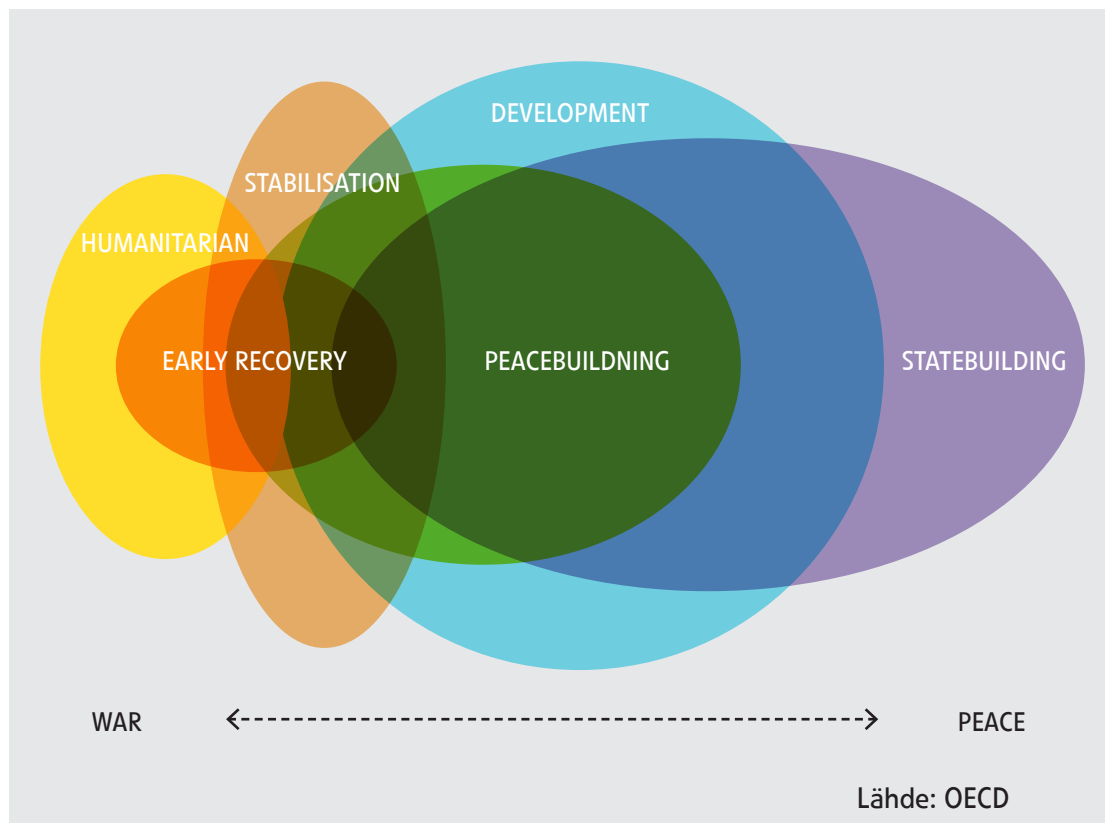 DEVELOPMENT
STABILISATION
HUMANITARIAN
EARLY RECOVERY
PEACEBUILDNING
STATEBUILDING
WAR
PEACE
Lähde: OECD